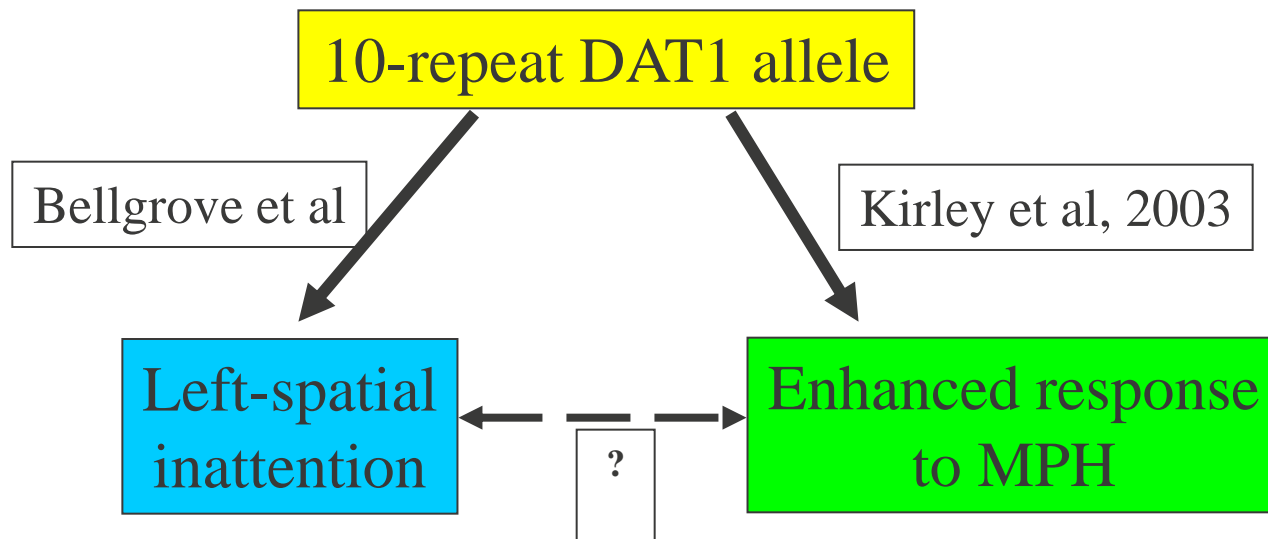 10-repeat DAT1 allele
Bellgrove et al
Kirley et al, 2003
Left-spatial
inattention
Enhanced response
to MPH
?